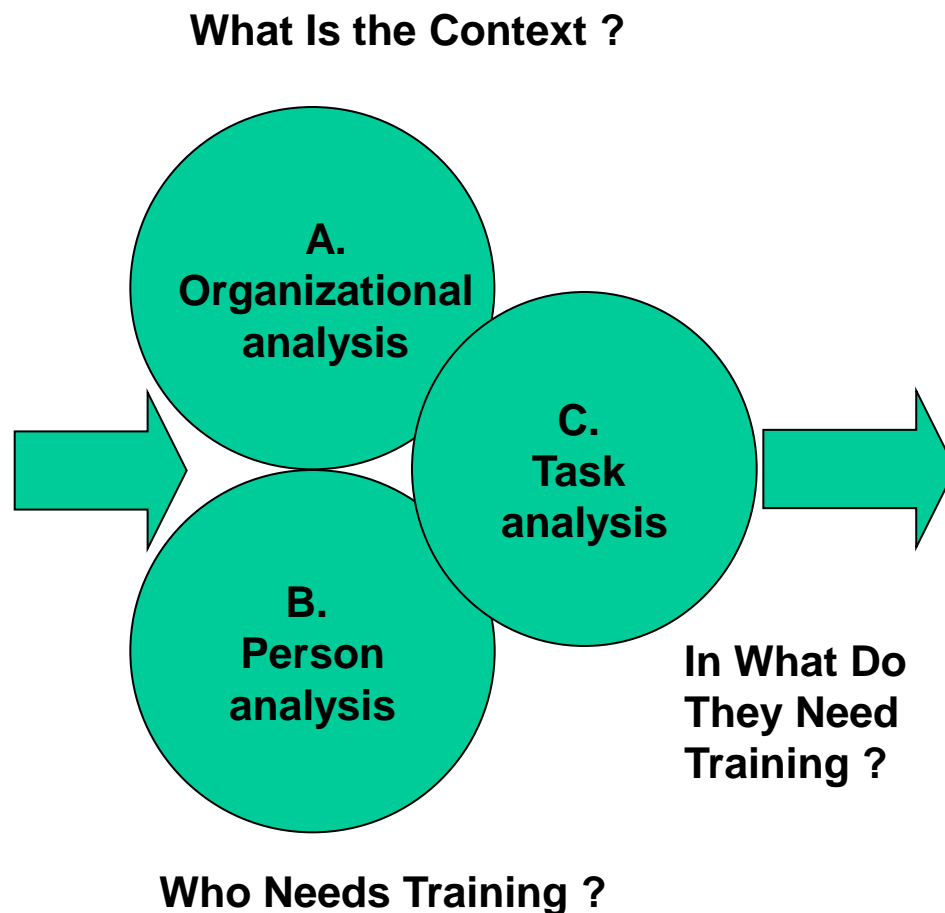 What Is the Context ?
A.
Organizational
analysis
C.
Task
analysis
B.
Person
analysis
In What Do
They Need
Training ?
Who Needs Training ?